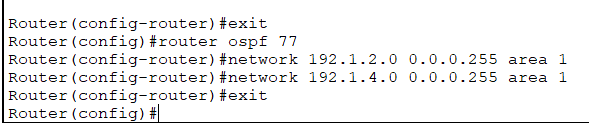 Router(config-router)#exit
Router(config)#router ospf 77
Router(config-router)#network 192.1.2.0 0.0.0.255 area 1
Router(config-router)#network 192.1.4.0 0.0.0.255 area 1
Router(config-router)#exit
Router(config)#